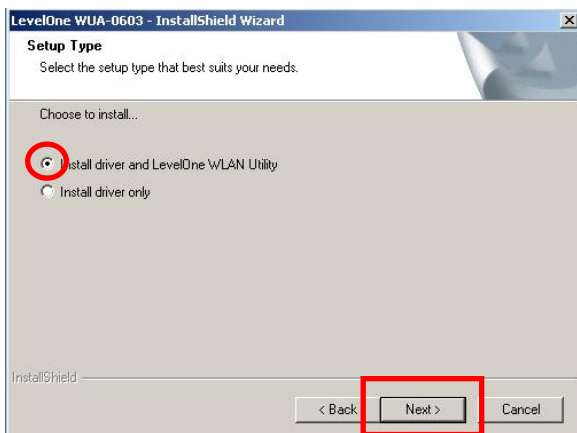 LevelOne WUA-0603 - InstallShield Wizard
Setup Type
Select the setup type that best suits your needs.
Choose to install...
Install driver and LevelOne WLAN Utility
Install driver only
InstallShield
< Back Next > Cancel